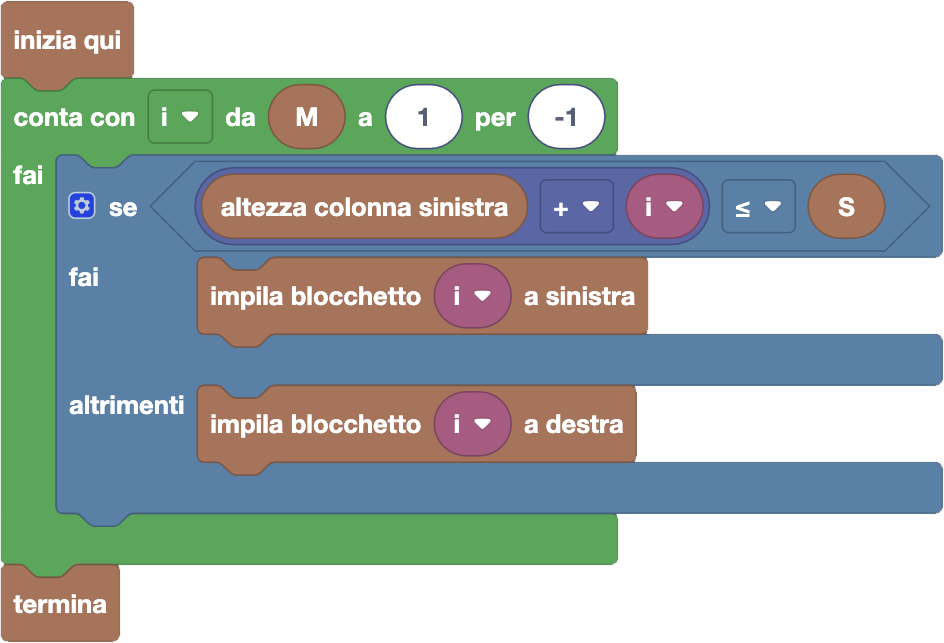 inizia qui
conta con i da M a 1 per -1
fai
se altezza colonna sinistra + i ≤ S
fai
impila blocchetto i a sinistra
altrimenti
impila blocchetto i a destra
termina